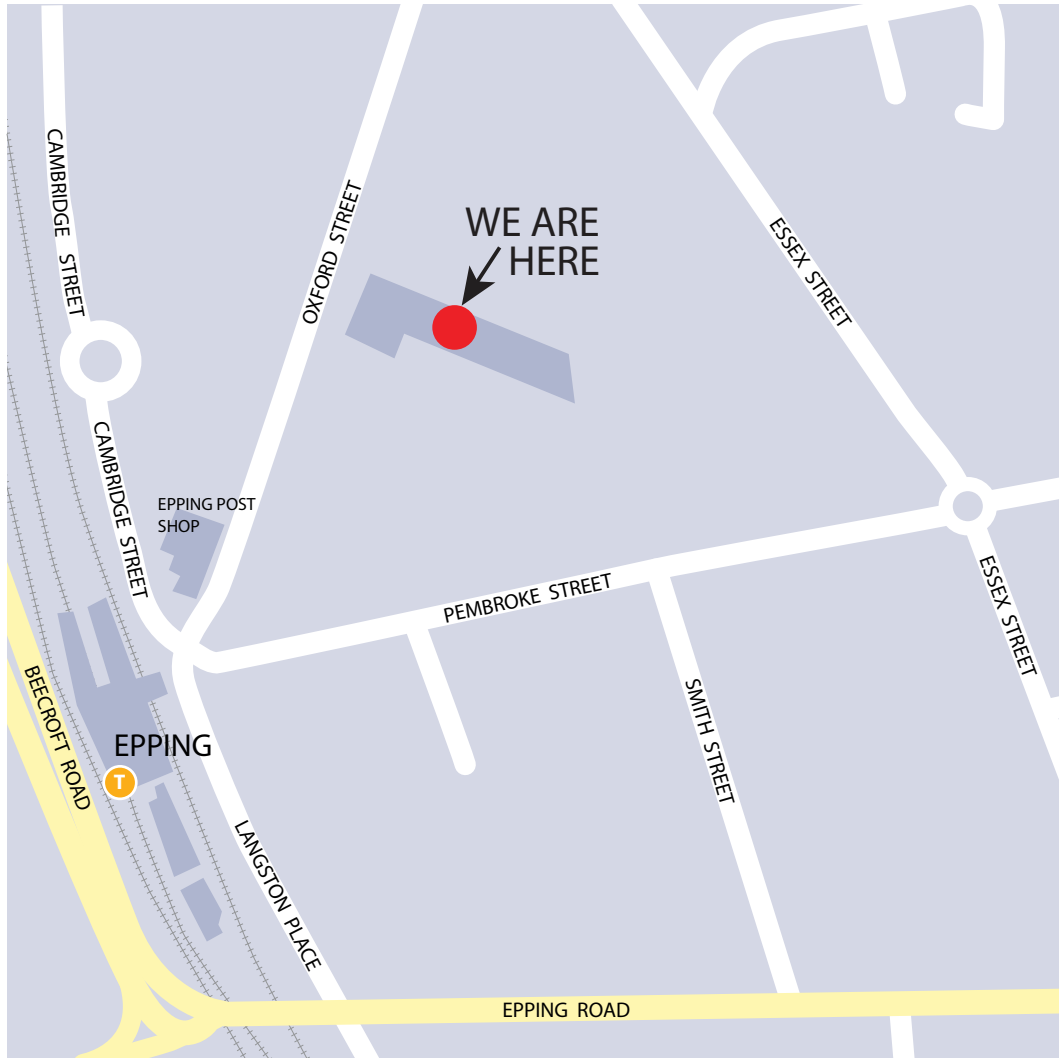 CAMBRIDGE STREET
OXFORD STREET
WE ARE
HERE
ESSEX STREET
CAMBRIDGE STREET
EPPING POST
SHOP
PEMBROKE STREET
ESSEX STREET
BEECROFT ROAD
EPPING
T
SMITH STREET
LANGSTON PLACE
EPPING ROAD